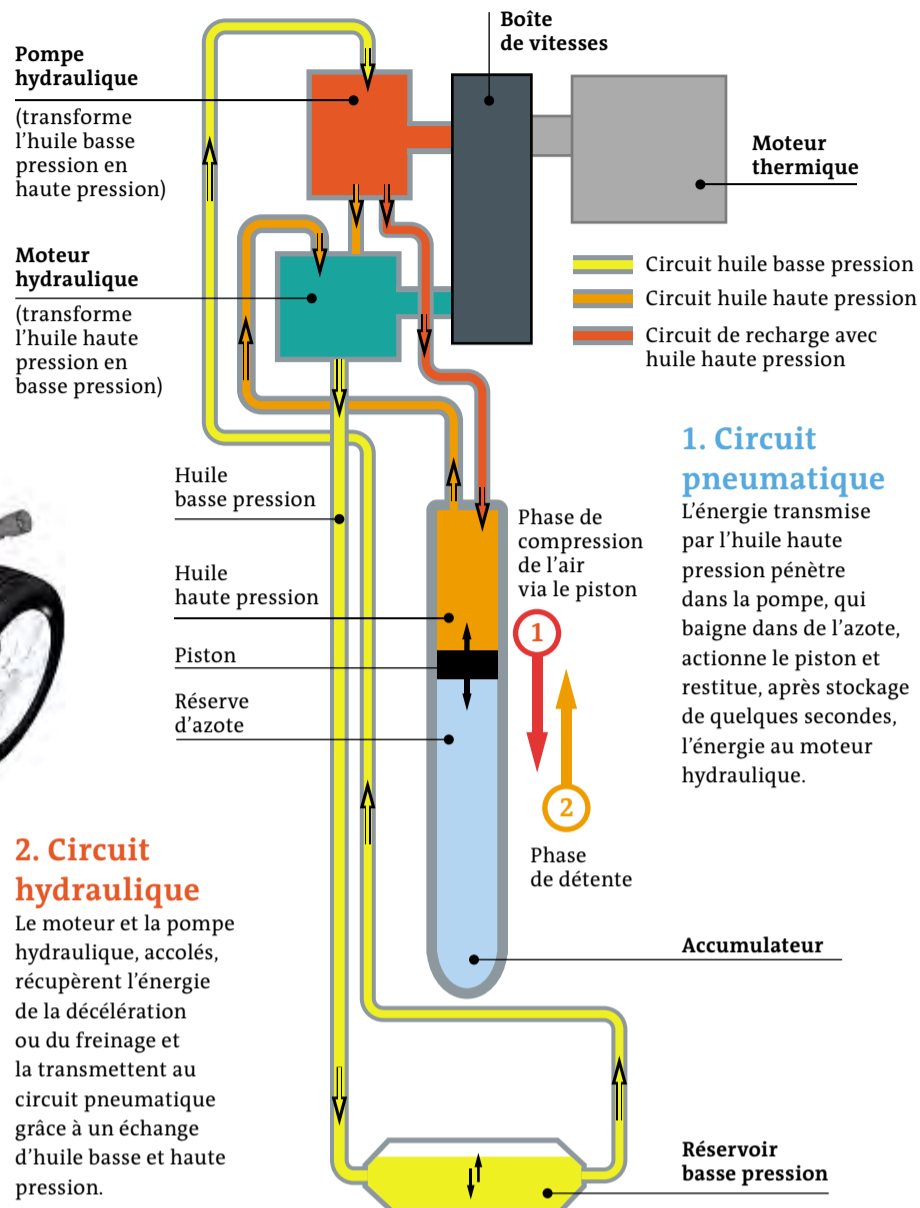 Boîte
de vitesses
Pompe
hydraulique
(transforme
l’huile basse
pression en
haute pression)
Moteur
thermique
Moteur
hydraulique
(transforme
l’huile haute
pression en
basse pression)
Circuit huile basse pression
Circuit huile haute pression
Circuit de recharge avec
huile haute pression
1. Circuit
pneumatique
L’énergie transmise
par l’huile haute
pression pénètre
dans la pompe, qui
baigne dans de l’azote,
actionne le piston et
restitue, après stockage
de quelques secondes,
l’énergie au moteur
hydraulique.
Huile
basse pression
Huile
haute pression
Piston
Réserve
d’azote
Phase de
compression
de l’air
via le piston
1
2
Phase
de détente
2. Circuit
hydraulique
Le moteur et la pompe
hydraulique, accolés,
récupèrent l’énergie
de la décélération
ou du freinage et
la transmettent au
circuit pneumatique
grâce à un échange
d’huile basse et haute
pression.
Accumulateur
Réservoir
basse pression